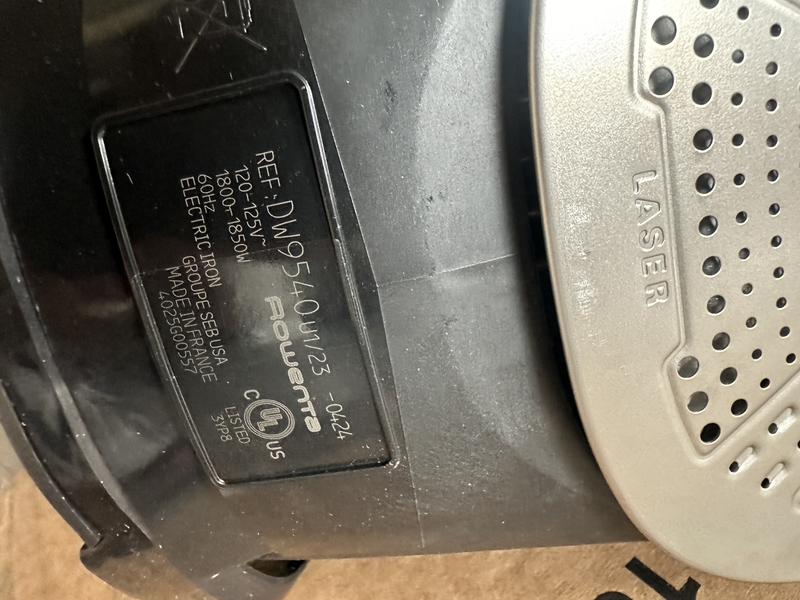 REF: DW9540U1/23 -0424
120-125V~
1800-1850W
60Hz
ELECTRIC IRON
GROUPE SEB USA
MADE IN FRANCE
4025G00557
Rowenta
C UL US
LISTED
3YP8
LASER